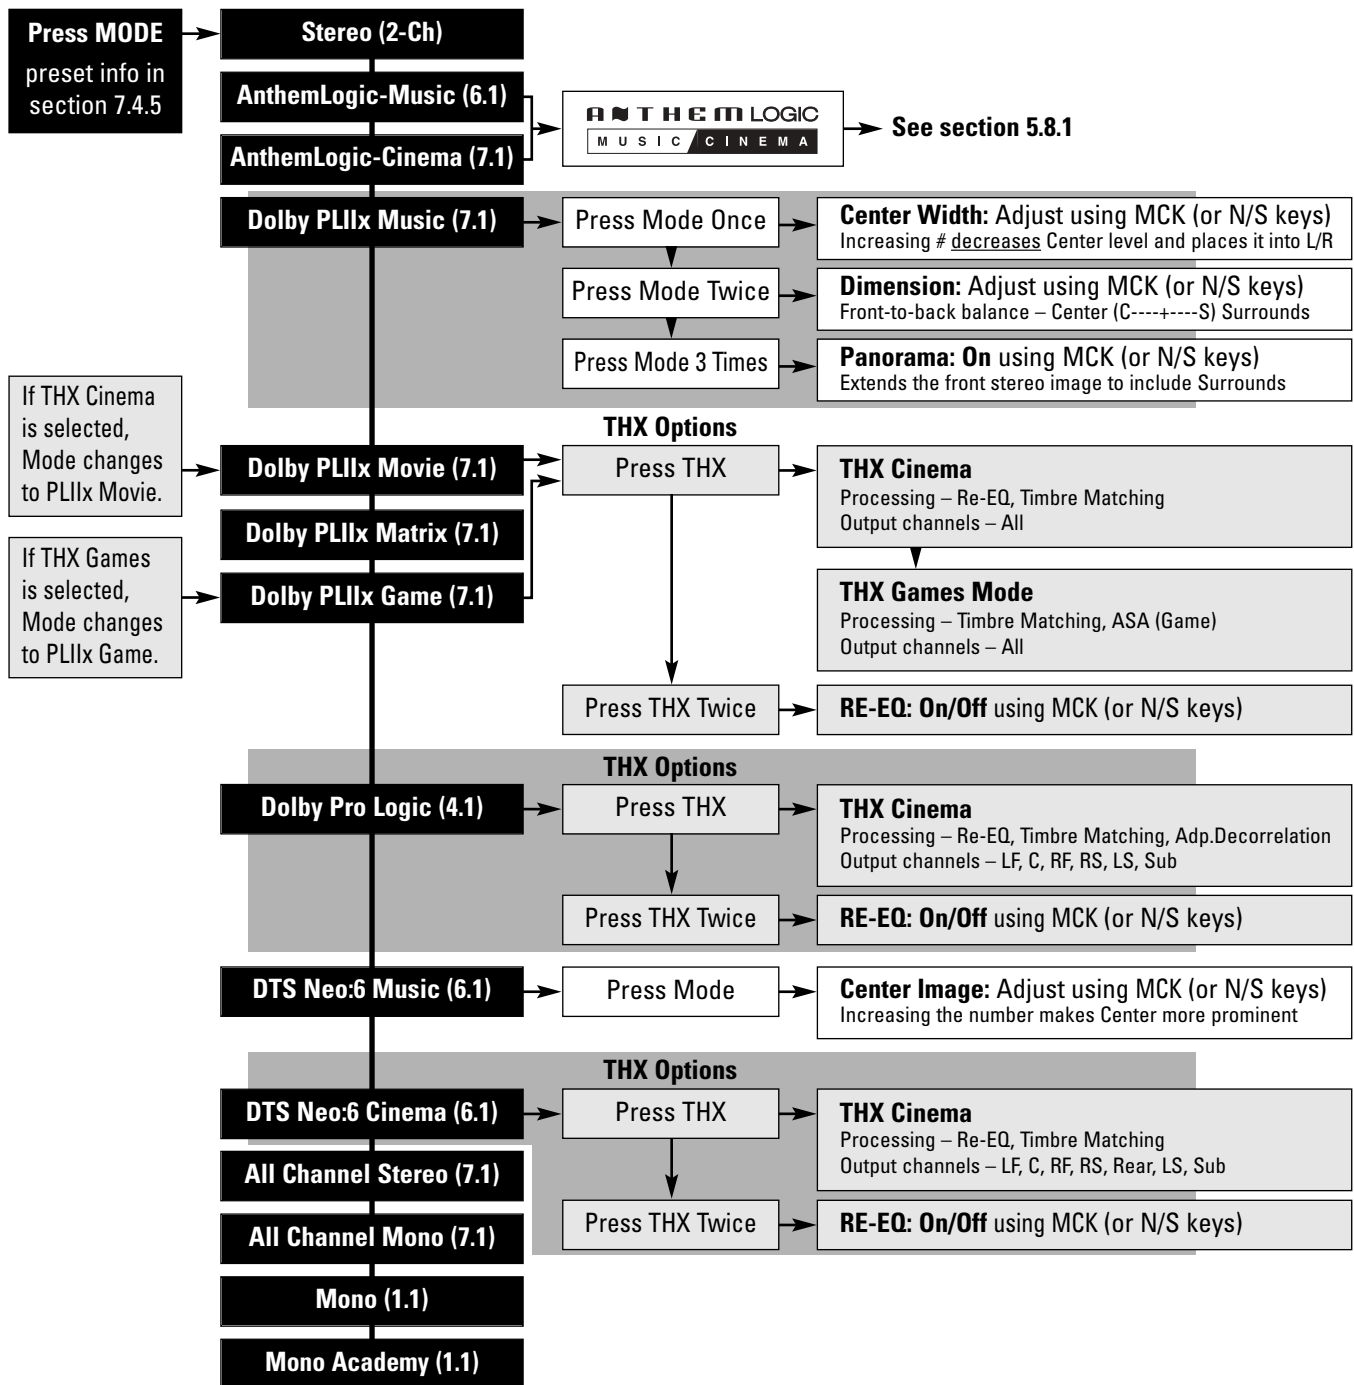 Press MODE
preset info in
section 7.4.5
Stereo (2-Ch)
AnthemLogic-Music (6.1)
AnthemLogic-Cinema (7.1)
ANTHEM LOGIC
MUSIC / CINEMA
See section 5.8.1
Dolby PLIIx Music (7.1)
Press Mode Once
Center Width: Adjust using MCK (or N/S keys)
Increasing # decreases Center level and places it into L/R
Press Mode Twice
Dimension: Adjust using MCK (or N/S keys)
Front-to-back balance – Center (C----+----S) Surrounds
Press Mode 3 Times
Panorama: On using MCK (or N/S keys)
Extends the front stereo image to include Surrounds
If THX Cinema
is selected,
Mode changes
to PLIIx Movie.
THX Options
Dolby PLIIx Movie (7.1)
Press THX
THX Cinema
Processing – Re-EQ, Timbre Matching
Output channels – All
Dolby PLIIx Matrix (7.1)
If THX Games
is selected,
Mode changes
to PLIIx Game.
Dolby PLIIx Game (7.1)
THX Games Mode
Processing – Timbre Matching, ASA (Game)
Output channels – All
Press THX Twice
RE-EQ: On/Off using MCK (or N/S keys)
THX Options
Dolby Pro Logic (4.1)
Press THX
THX Cinema
Processing – Re-EQ, Timbre Matching, Adp.Decorrelation
Output channels – LF, C, RF, RS, LS, Sub
Press THX Twice
RE-EQ: On/Off using MCK (or N/S keys)
DTS Neo:6 Music (6.1)
Press Mode
Center Image: Adjust using MCK (or N/S keys)
Increasing the number makes Center more prominent
THX Options
DTS Neo:6 Cinema (6.1)
Press THX
THX Cinema
Processing – Re-EQ, Timbre Matching
Output channels – LF, C, RF, RS, Rear, LS, Sub
All Channel Stereo (7.1)
Press THX Twice
RE-EQ: On/Off using MCK (or N/S keys)
All Channel Mono (7.1)
Mono (1.1)
Mono Academy (1.1)